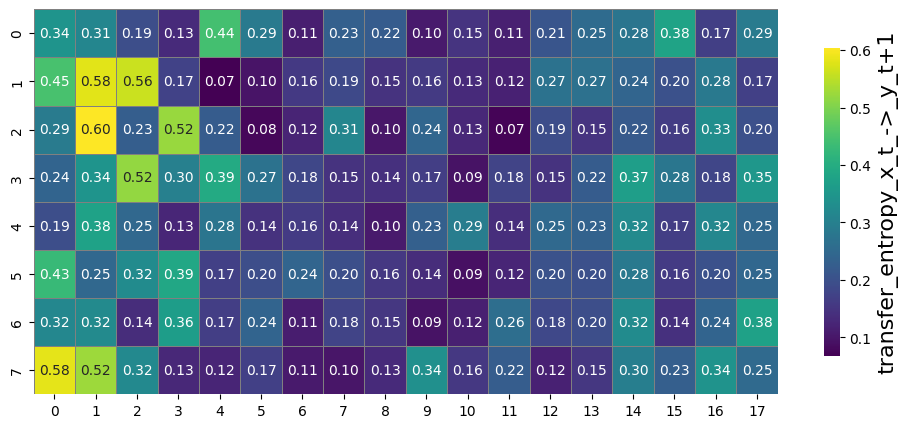 0 0.34 0.31 0.19 0.13 0.44 0.29 0.11 0.23 0.22 0.10 0.15 0.11 0.21 0.25 0.28 0.38 0.17 0.29
1 0.45 0.58 0.56 0.17 0.07 0.10 0.16 0.19 0.15 0.16 0.13 0.12 0.27 0.27 0.24 0.20 0.28 0.17
2 0.29 0.60 0.23 0.52 0.22 0.08 0.12 0.31 0.10 0.24 0.13 0.07 0.19 0.15 0.22 0.16 0.33 0.20
3 0.24 0.34 0.52 0.30 0.39 0.27 0.18 0.15 0.14 0.17 0.09 0.18 0.15 0.22 0.37 0.28 0.18 0.35
4 0.19 0.38 0.25 0.13 0.28 0.14 0.16 0.14 0.10 0.23 0.29 0.14 0.25 0.23 0.32 0.17 0.32 0.25
5 0.43 0.25 0.32 0.39 0.17 0.20 0.24 0.20 0.16 0.14 0.09 0.12 0.20 0.20 0.28 0.16 0.20 0.25
6 0.32 0.32 0.14 0.36 0.17 0.24 0.11 0.18 0.15 0.09 0.12 0.26 0.18 0.20 0.32 0.14 0.24 0.38
7 0.58 0.52 0.32 0.13 0.12 0.17 0.11 0.10 0.13 0.34 0.16 0.22 0.12 0.15 0.30 0.23 0.34 0.25
0 1 2 3 4 5 6 7 8 9 10 11 12 13 14 15 16 17
0.6
0.5
0.4
0.3
0.2
0.1
transfer_entropy_x_t_->_y_t+1